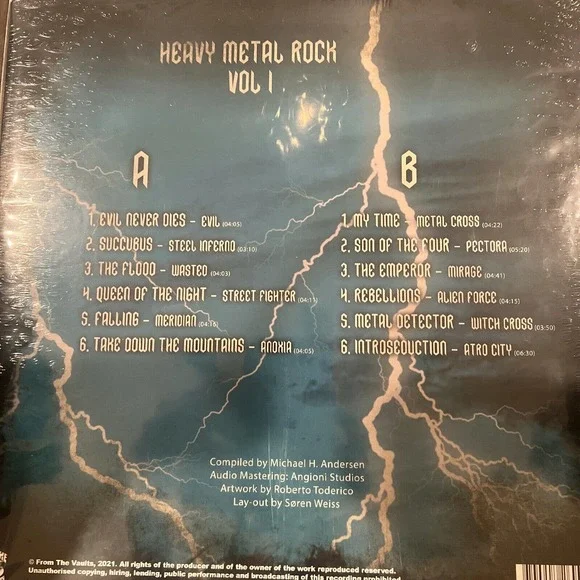 HEAVY METAL ROCK
VOL I
A
1. EVIL NEVER DIES – EVIL (04:05)
2. SUCCUBUS – STEEL INFERNO (03:10)
3. THE FLOOD – WASTED (04:03)
4. QUEEN OF THE NIGHT – STREET FIGHTER
5. FALLING – MERIDIAN (04:16)
6. TAKE DOWN THE MOUNTAINS – ANOXIA (04:05)
B
1. MY TIME – METAL CROSS (04:22)
2. SON OF THE FOUR – PECTORA (05:20)
3. THE EMPEROR – MIRAGE (04:41)
4. REBELLIONS – ALIEN FORCE (04:15)
5. METAL DETECTOR – WITCH CROSS (03:50)
6. INTROSEDUCTION – ATRO CITY (06:30)
Compiled by Michael H. Andersen
Audio Mastering: Angioni Studios
Artwork by Roberto Toderico
Lay-out by Søren Weiss
© From The Vaults, 2021. All rights of the producer and of the owner of the work reproduced reserved.
Unauthorised copying, hiring, lending, public performance and broadcasting of this recording prohibited